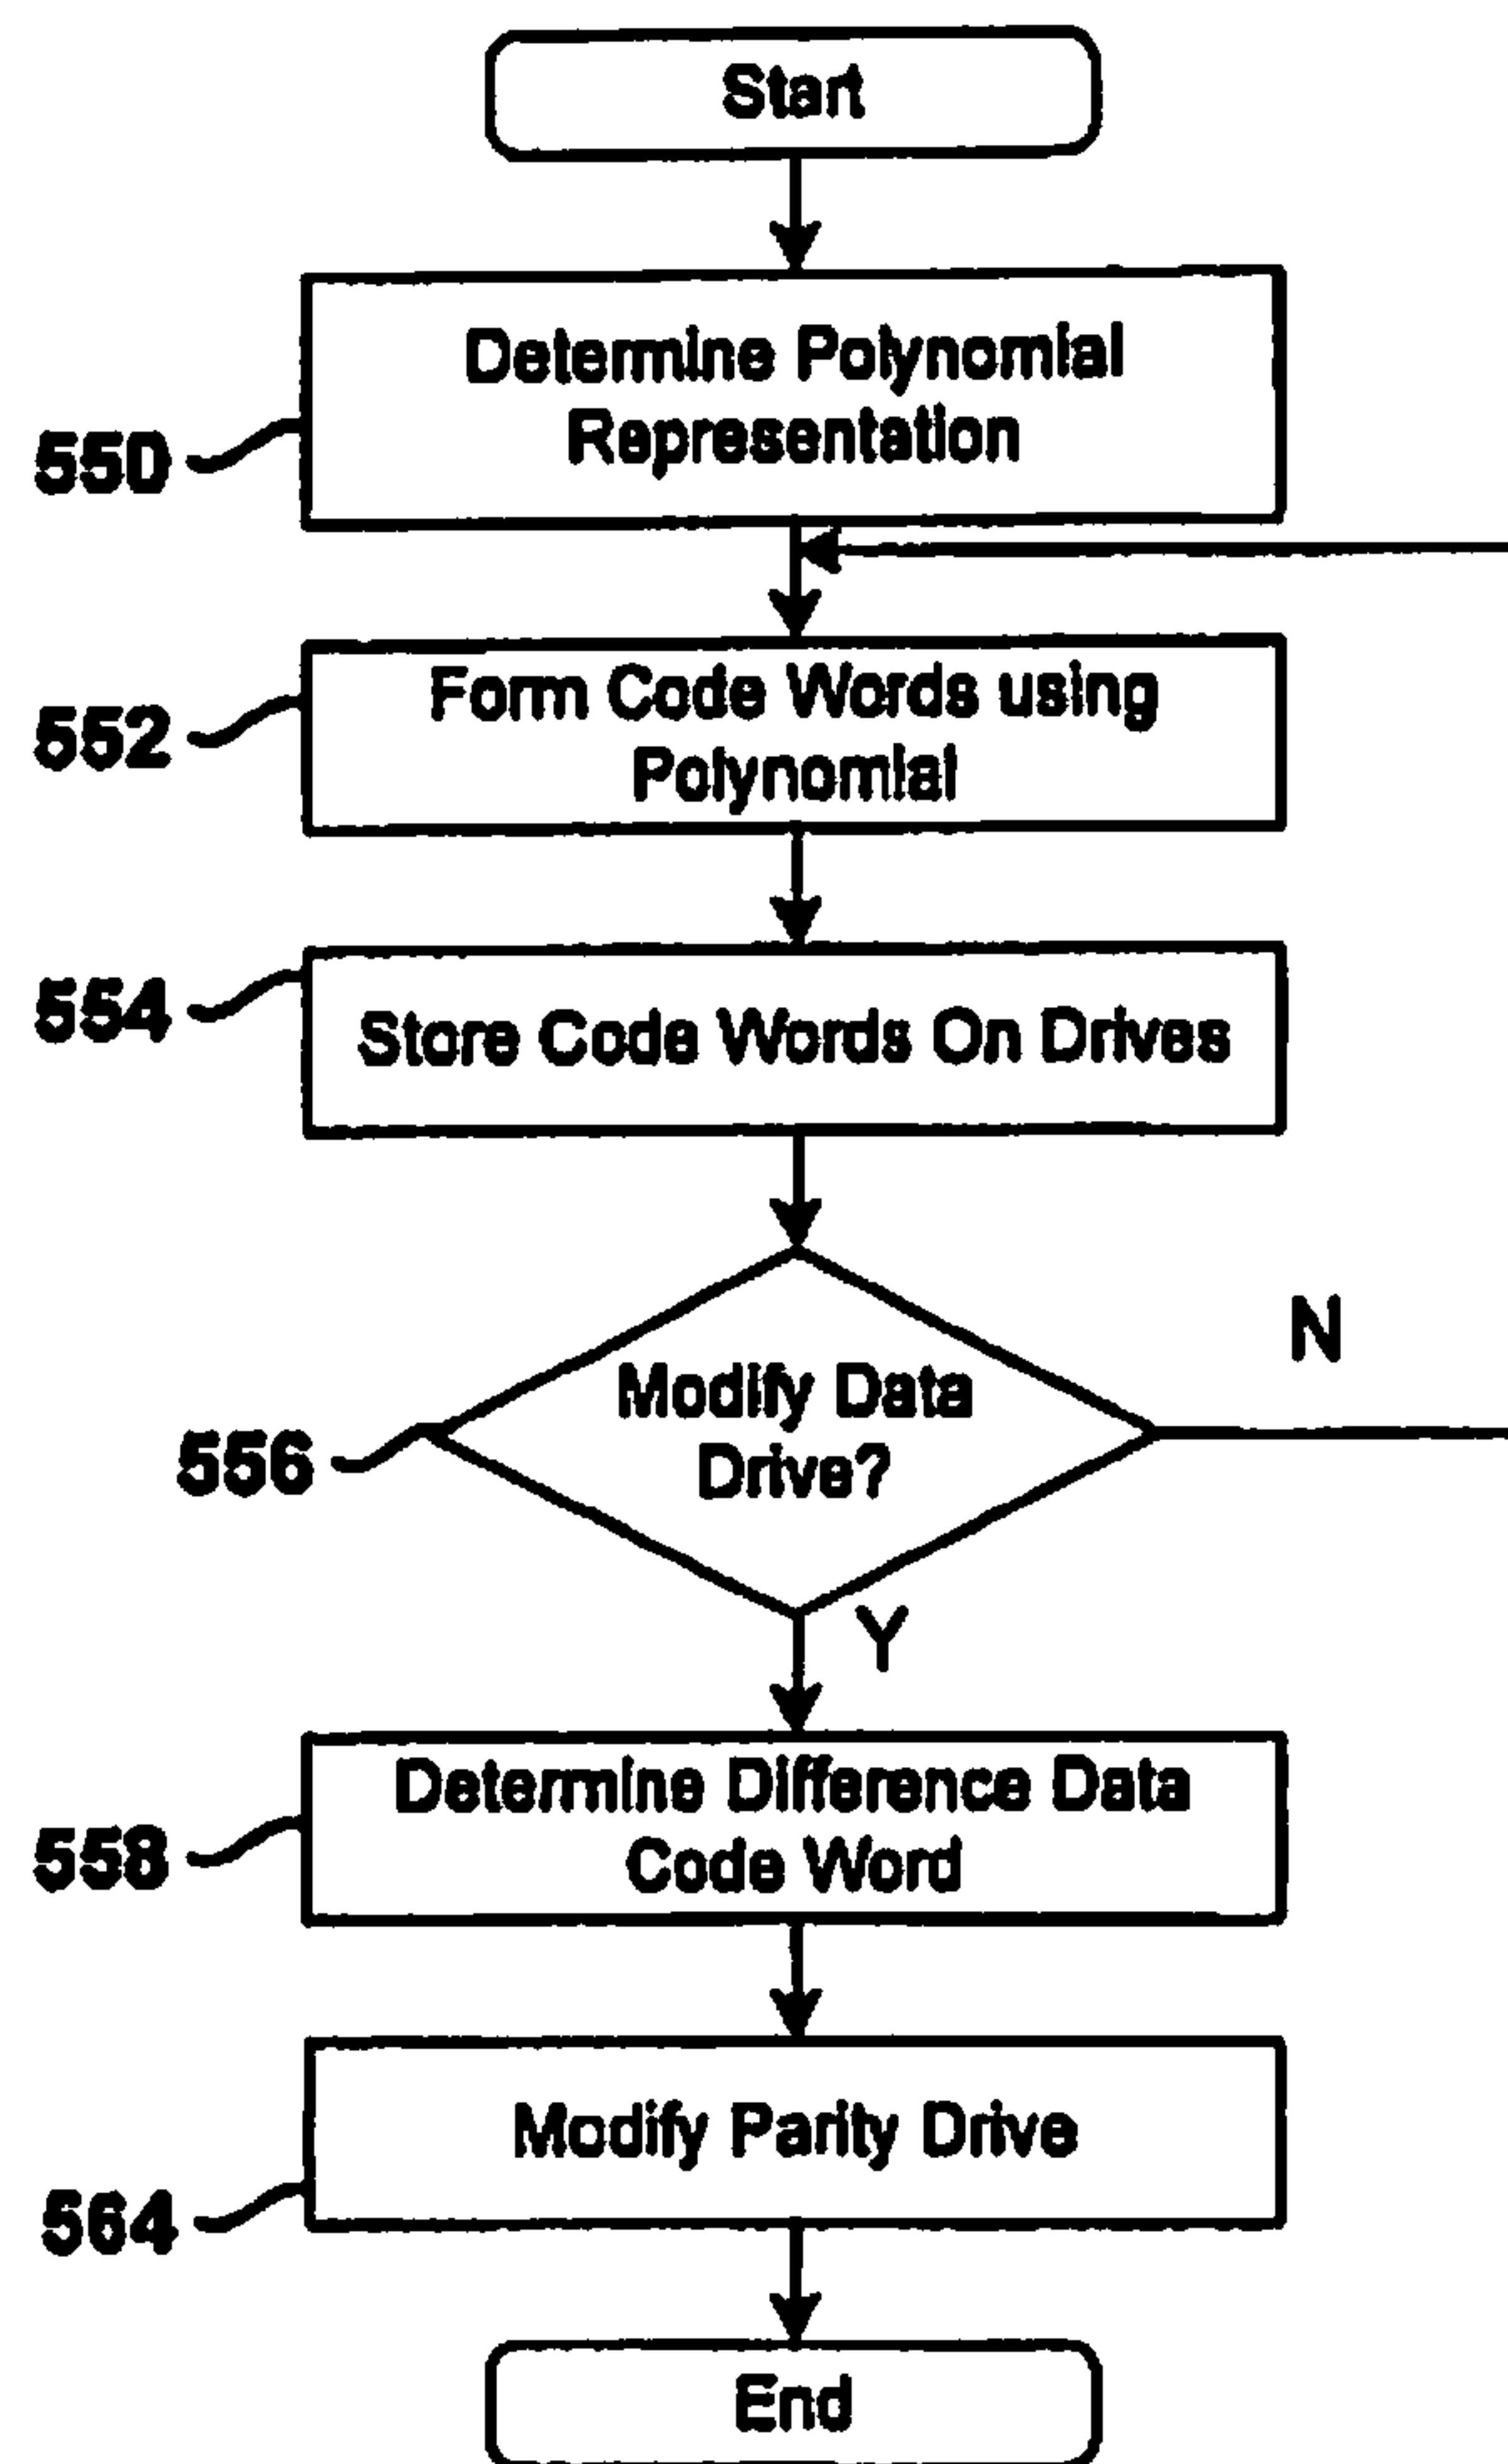 Start
Determine Polynomial
Representation
550
Form Code Words using
Polynomial
552
554
Store Code Words On Drives
N
Modify Data
Drive?
556
Y
Determine Difference Data
Code Word
558
Modify Parity Drive
564
End